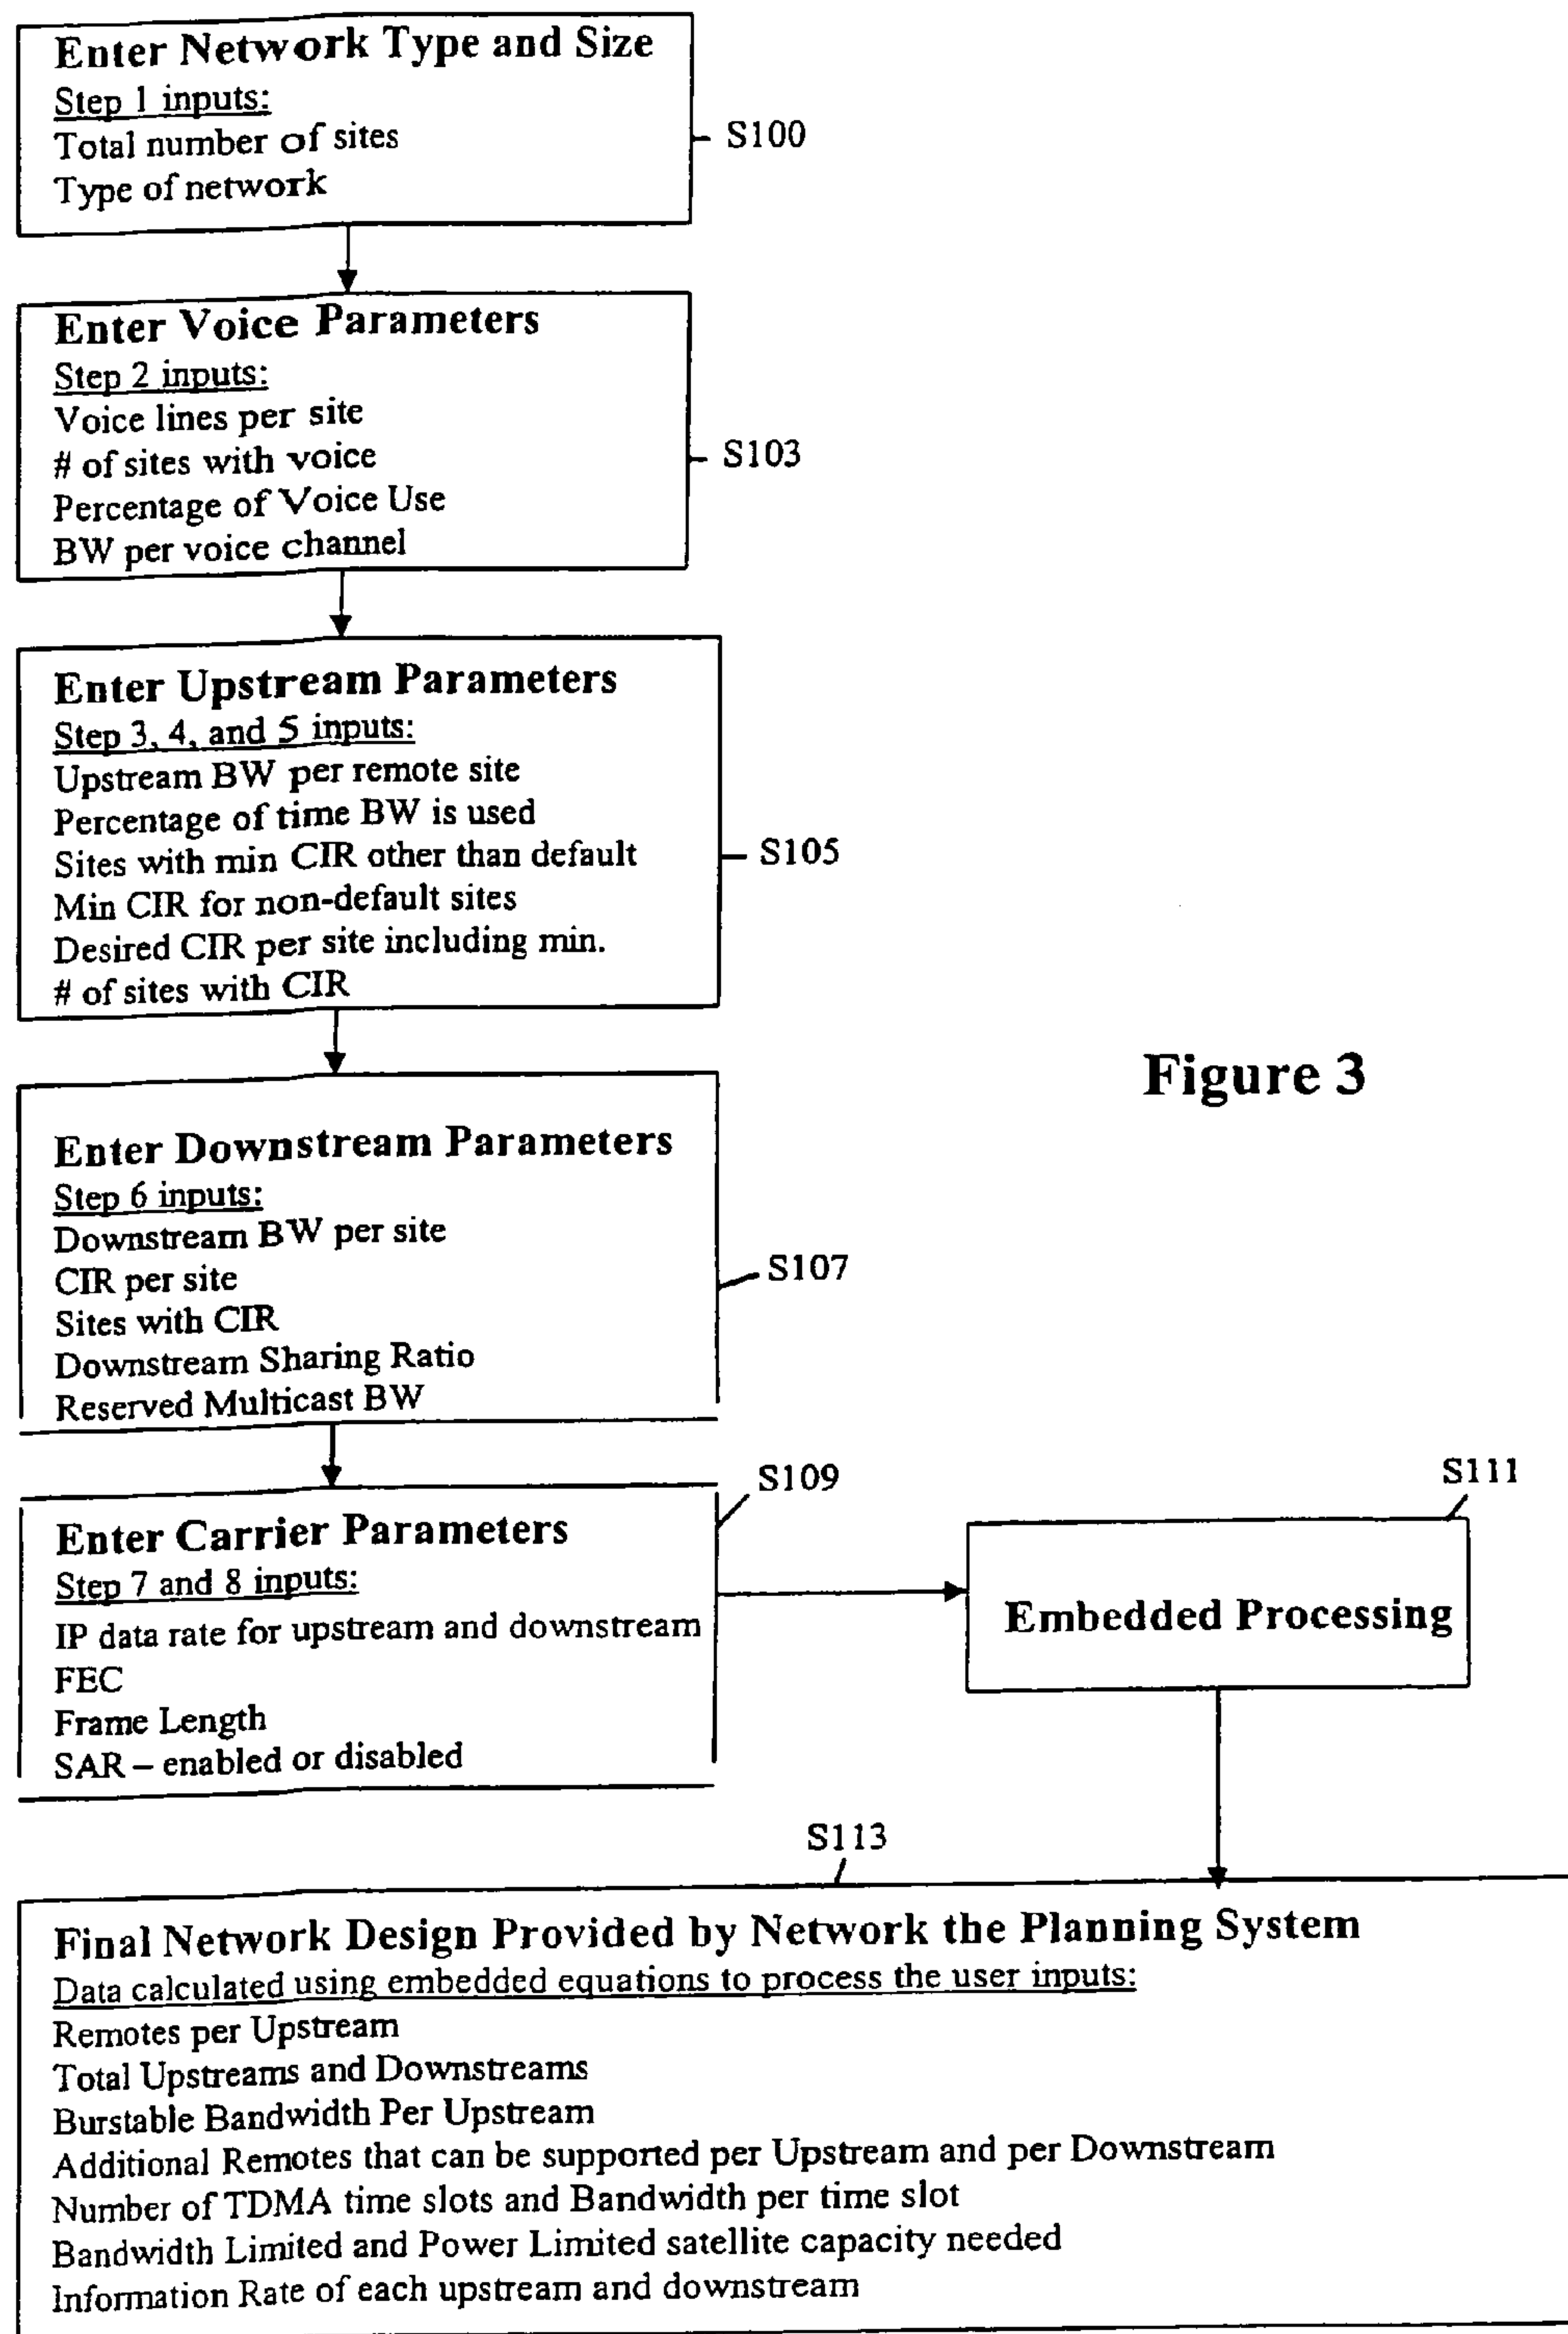 Enter Network Type and Size
Step 1 inputs:
Total number of sites
Type of network
S100
Enter Voice Parameters
Step 2 inputs:
Voice lines per site
# of sites with voice
Percentage of Voice Use
BW per voice channel
S103
Enter Upstream Parameters
Step 3, 4, and 5 inputs:
Upstream BW per remote site
Percentage of time BW is used
Sites with min CIR other than default
Min CIR for non-default sites
Desired CIR per site including min.
# of sites with CIR
S105
Figure 3
Enter Downstream Parameters
Step 6 inputs:
Downstream BW per site
CIR per site
Sites with CIR
Downstream Sharing Ratio
Reserved Multicast BW
S107
Enter Carrier Parameters
Step 7 and 8 inputs:
IP data rate for upstream and downstream
FEC
Frame Length
SAR – enabled or disabled
S109
S111
Embedded Processing
S113
Final Network Design Provided by Network the Planning System
Data calculated using embedded equations to process the user inputs:
Remotes per Upstream
Total Upstreams and Downstreams
Burstable Bandwidth Per Upstream
Additional Remotes that can be supported per Upstream and per Downstream
Number of TDMA time slots and Bandwidth per time slot
Bandwidth Limited and Power Limited satellite capacity needed
Information Rate of each upstream and downstream